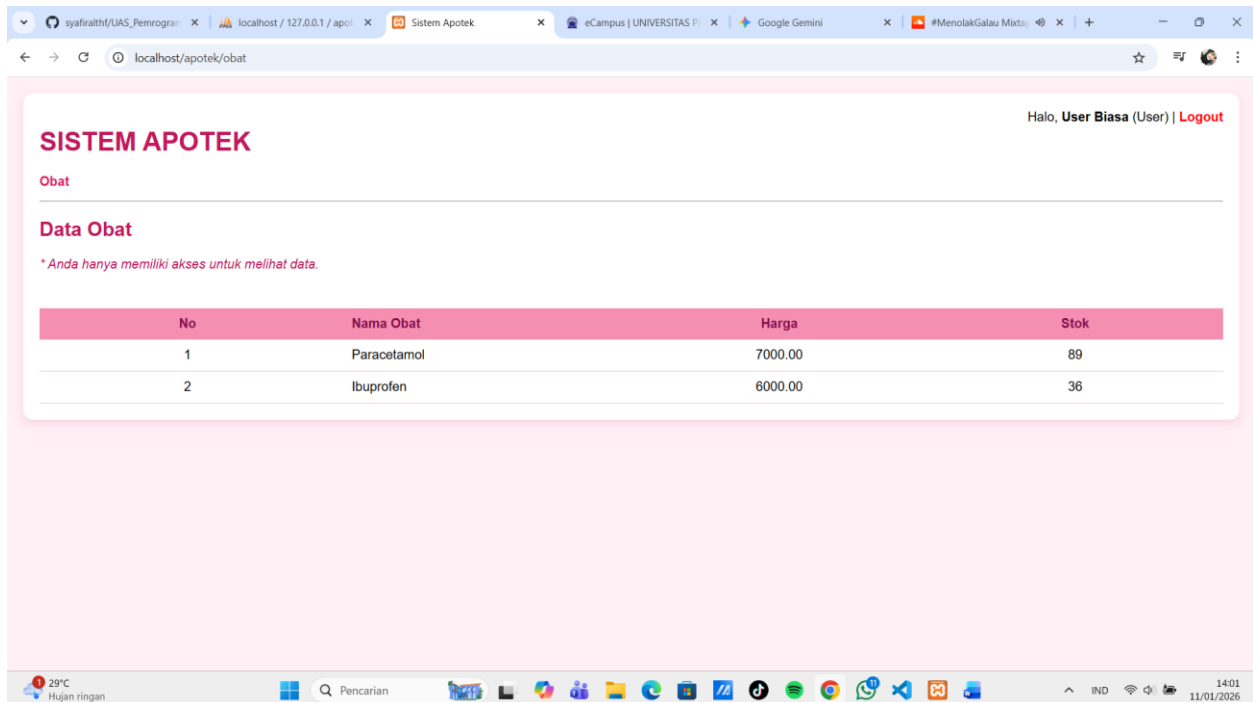 syafiralthf/UAS_Pemrogram
localhost / 127.0.0.1 / apot
Sistem Apotek
eCampus | UNIVERSITAS P
Google Gemini
#MenolakGalau Mixtap
localhost/apotek/obat
Halo, User Biasa (User) | Logout
SISTEM APOTEK
Obat
Data Obat
* Anda hanya memiliki akses untuk melihat data.
No Nama Obat Harga Stok
1 Paracetamol 7000.00 89
2 Ibuprofen 6000.00 36
1
29°C
Hujan ringan
Pencarian
11
IND
14:01
11/01/2026